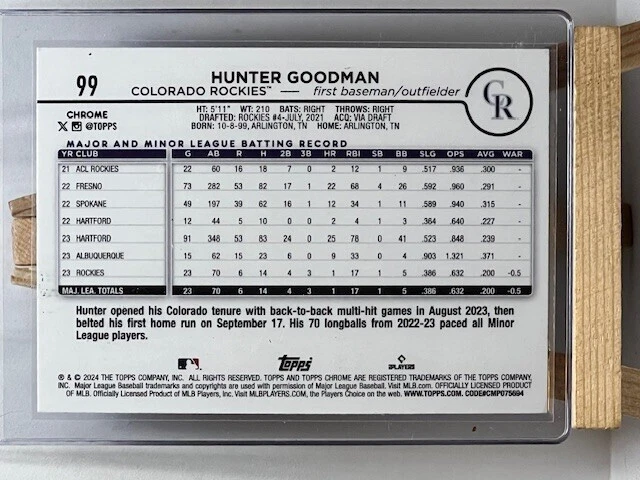 99
HUNTER GOODMAN
COLORADO ROCKIES™ — first baseman/outfielder
CR
HT: 5'11" WT: 210 BATS: RIGHT THROWS: RIGHT
DRAFTED: ROCKIES #4-JULY, 2021 ACQ: VIA DRAFT
BORN: 10-8-99, ARLINGTON, TN HOME: ARLINGTON, TN
CHROME
@TOPPS
MAJOR AND MINOR LEAGUE BATTING RECORD
YR CLUB G AB R H 2B 3B HR RBI SB BB SLG OPS AVG WAR
21 ACL ROCKIES 22 60 16 18 7 0 2 12 1 9 .517 .936 .300 -
22 FRESNO 73 282 53 82 17 1 22 68 4 26 .592 .960 .291 -
22 SPOKANE 49 197 39 62 16 1 12 34 1 11 .589 .940 .315 -
22 HARTFORD 12 44 5 10 0 0 2 4 1 3 .364 .640 .227 -
23 HARTFORD 91 348 53 83 24 0 25 78 0 41 .523 .848 .239 -
23 ALBUQUERQUE 15 62 15 23 6 0 9 33 0 4 .903 1.321 .371 -
23 ROCKIES 23 70 6 14 4 3 1 17 1 5 .386 .632 .200 -0.5
MAJ. LEA. TOTALS 23 70 6 14 4 3 1 17 1 5 .386 .632 .200 -0.5
Hunter opened his Colorado tenure with back-to-back multi-hit games in August 2023, then
belted his first home run on September 17. His 70 longballs from 2022-23 paced all Minor
League players.
Topps
PLAYERS
® & © 2024 THE TOPPS COMPANY, INC. ALL RIGHTS RESERVED. TOPPS AND TOPPS CHROME ARE REGISTERED TRADEMARKS OF THE TOPPS COMPANY,
INC. Major League Baseball trademarks and copyrights are used with permission of Major League Baseball. Visit MLB.com. OFFICIALLY LICENSED PRODUCT
OF MLB. Officially Licensed Product of MLB Players, Inc. Visit MLBPLAYERS.COM, the Players Choice on the web. WWW.TOPPS.COM. CODE#CMP075694